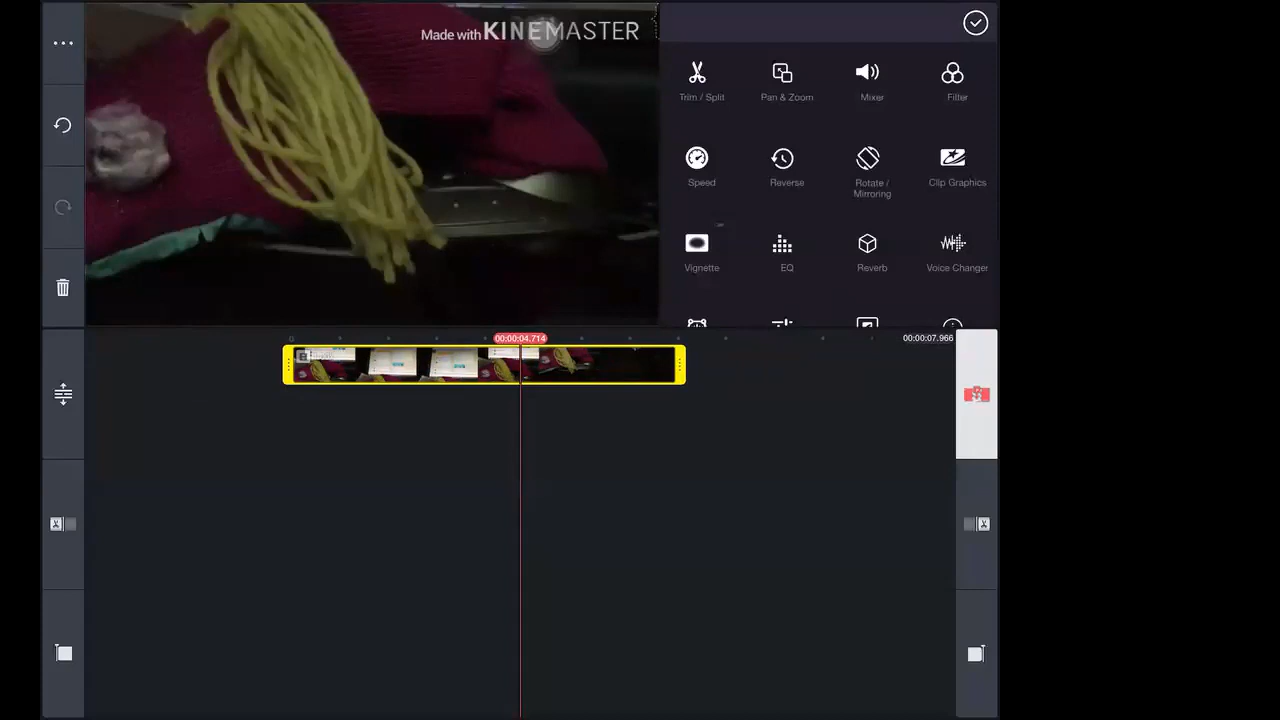 Made with KINEMASTER
Trim / Split
Pan & Zoom
Mixer
Filter
Speed
Reverse
Rotate /
Mirroring
Clip Graphics
Vignette
EQ
Reverb
Voice Changer
0
00:00:04.714
00:00:07.966